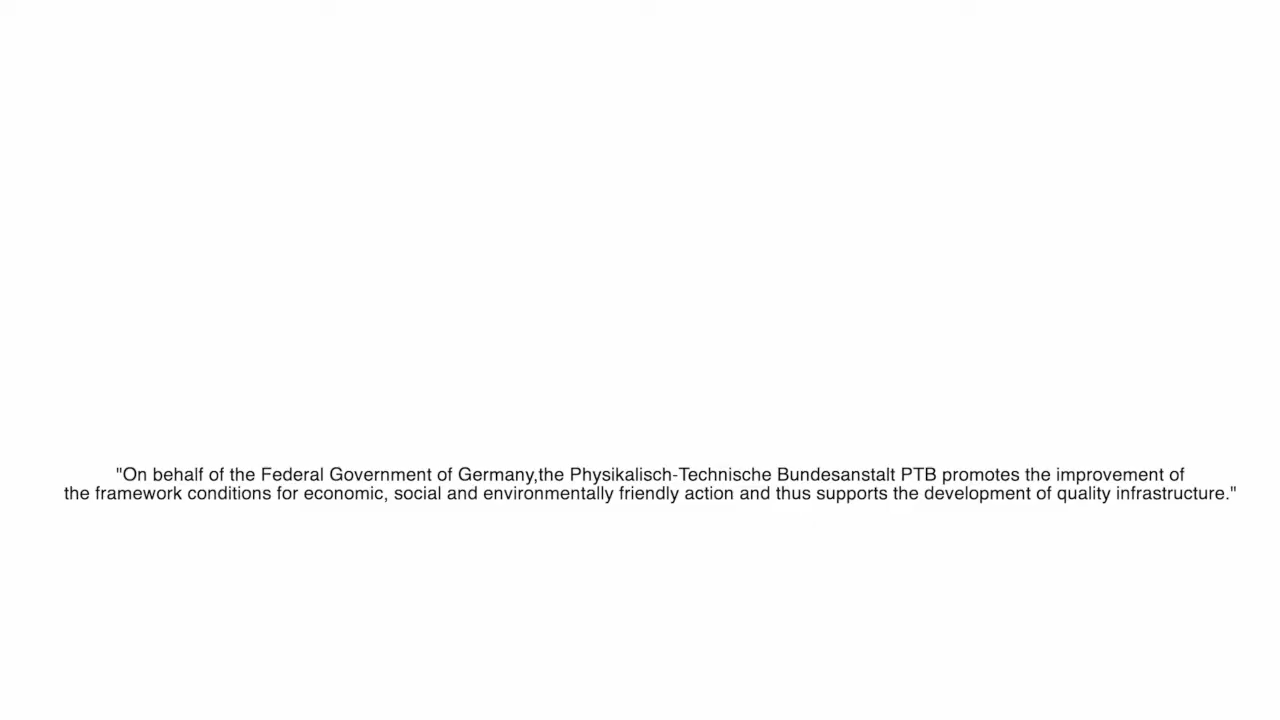 "On behalf of the Federal Government of Germany,the Physikalisch-Technische Bundesanstalt PTB promotes the improvement of
the framework conditions for economic, social and environmentally friendly action and thus supports the development of quality infrastructure."